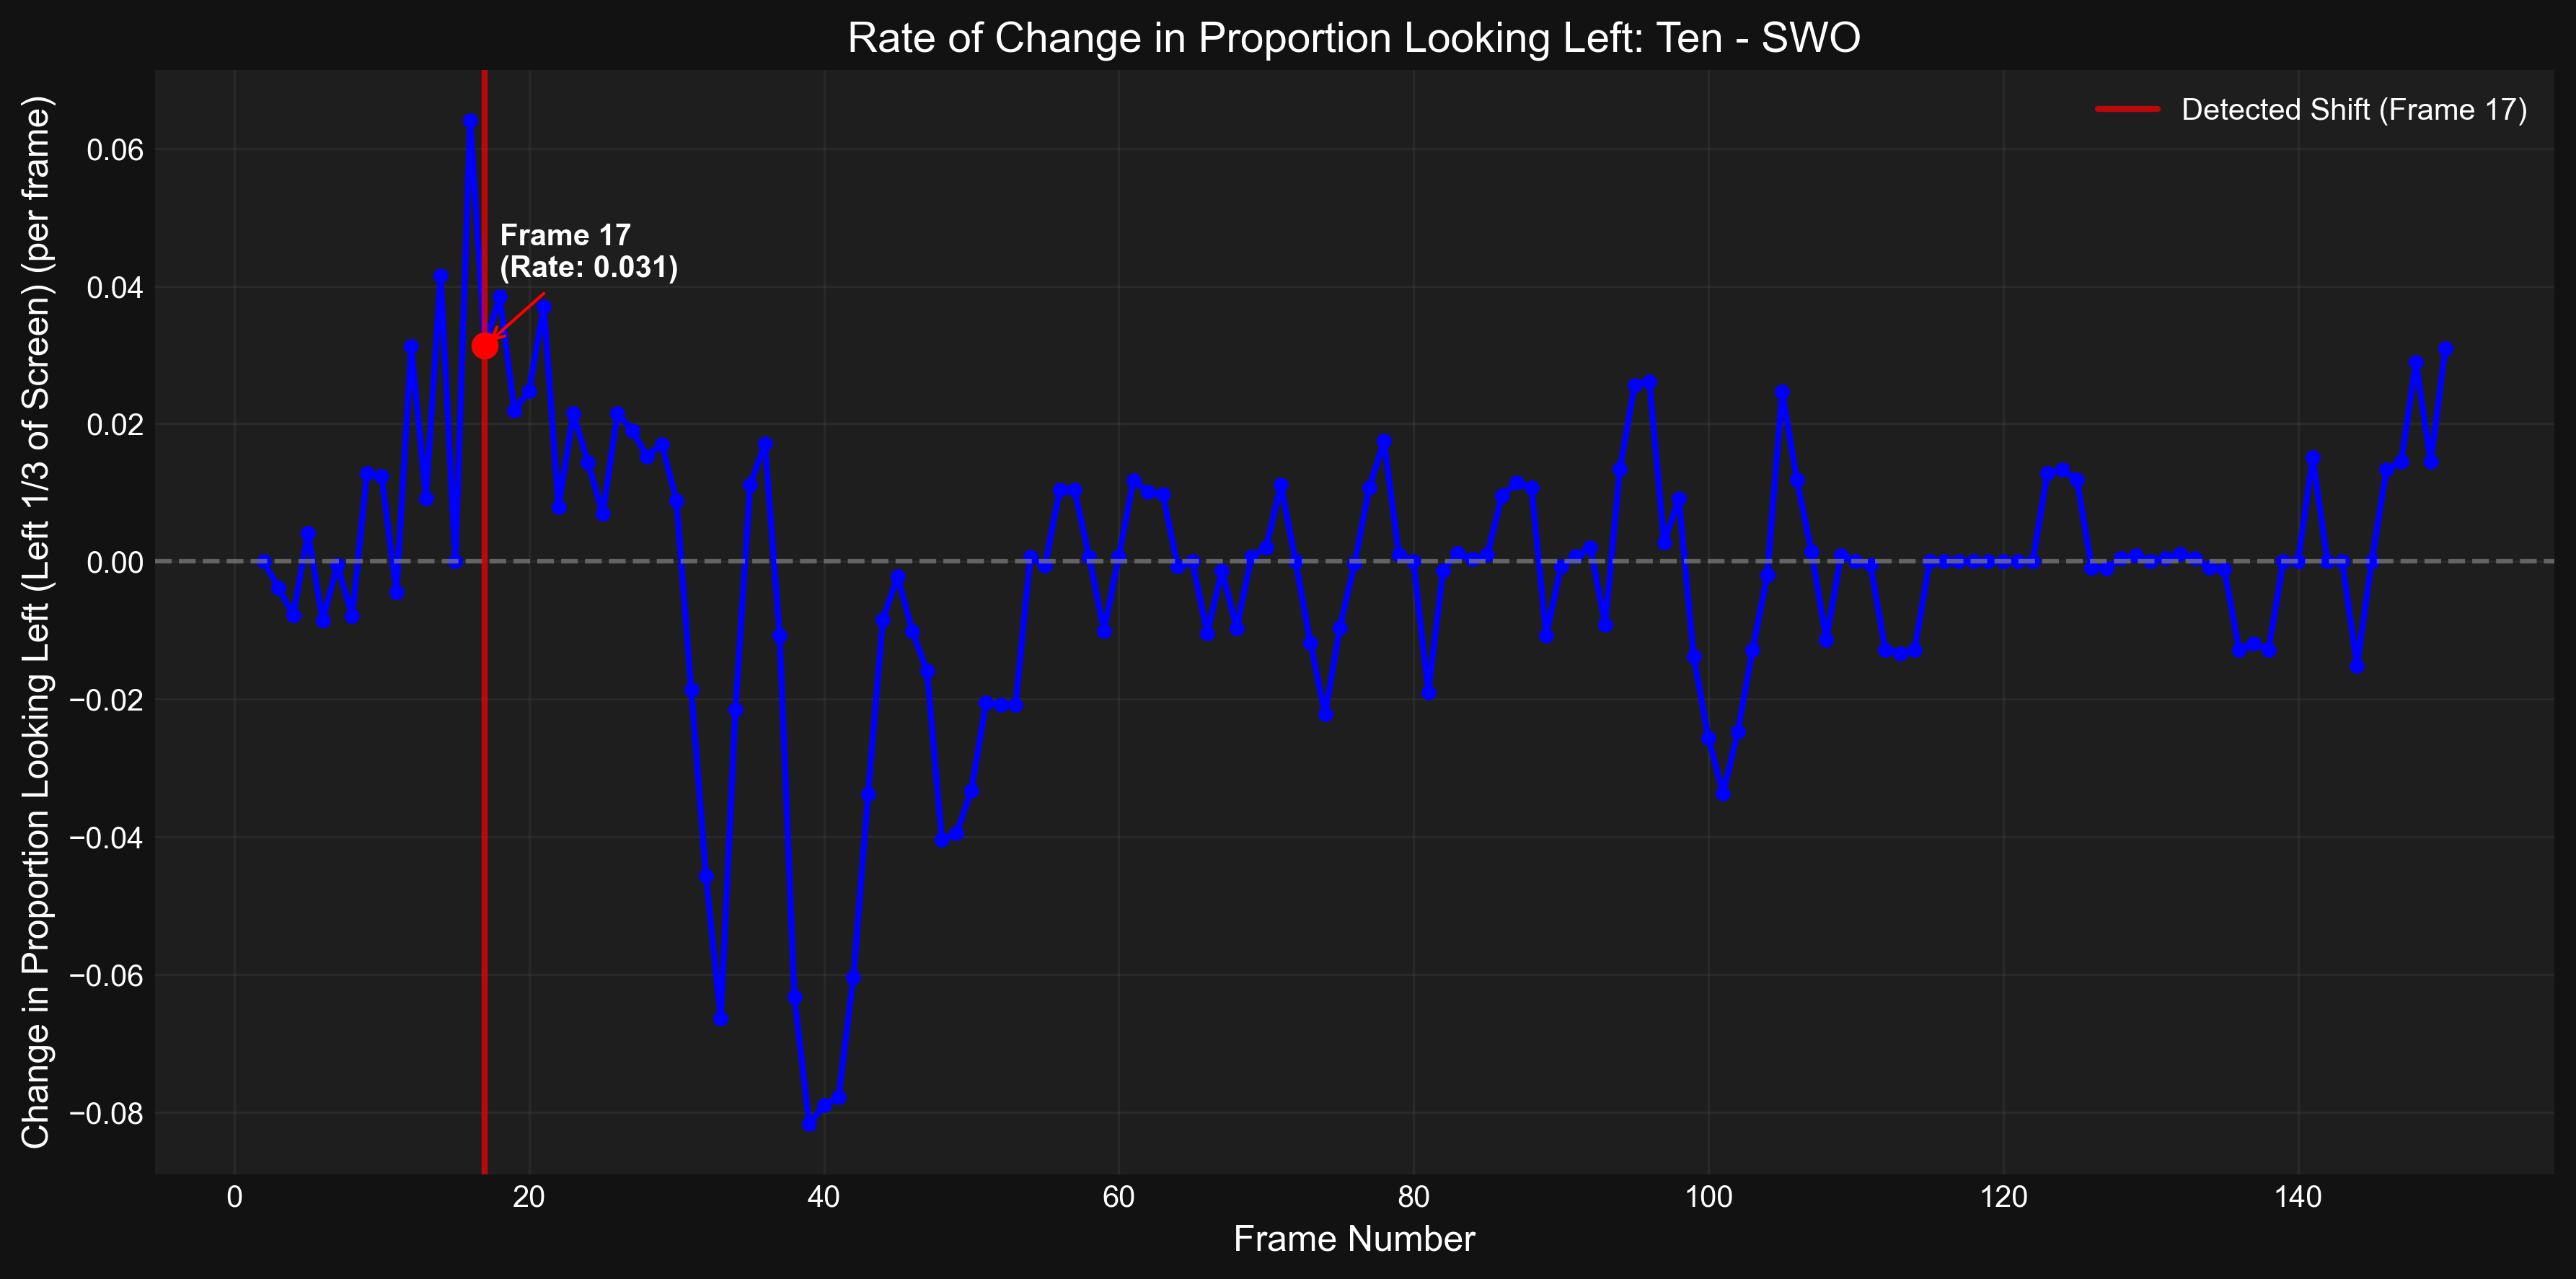 Rate of Change in Proportion Looking Left: Ten - SWO
Detected Shift (Frame 17)
Frame 17
(Rate: 0.031)
Change in Proportion Looking Left (Left 1/3 of Screen) (per frame)
0.06
0.04
0.02
0.00
−0.02
−0.04
−0.06
−0.08
0
20
40
60
80
100
120
140
Frame Number